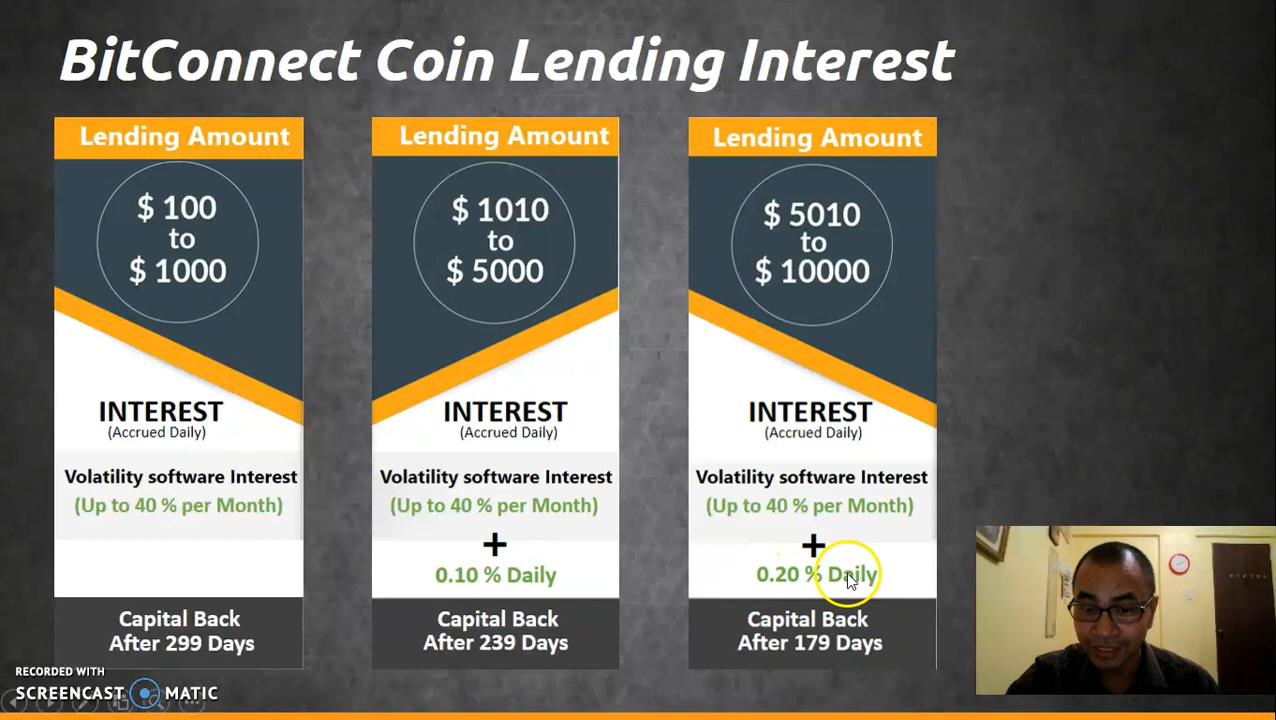 BitConnect Coin Lending Interest
Lending Amount
$ 100
to
$ 1000
INTEREST
(Accrued Daily)
Volatility software Interest
(Up to 40 % per Month)
Capital Back
After 299 Days
Lending Amount
$ 1010
to
$ 5000
INTEREST
(Accrued Daily)
Volatility software Interest
(Up to 40 % per Month)
+
0.10 % Daily
Capital Back
After 239 Days
Lending Amount
$ 5010
to
$ 10000
INTEREST
(Accrued Daily)
Volatility software Interest
(Up to 40 % per Month)
+
0.20 % Daily
Capital Back
After 179 Days
RECORDED WITH
SCREENCAST MATIC